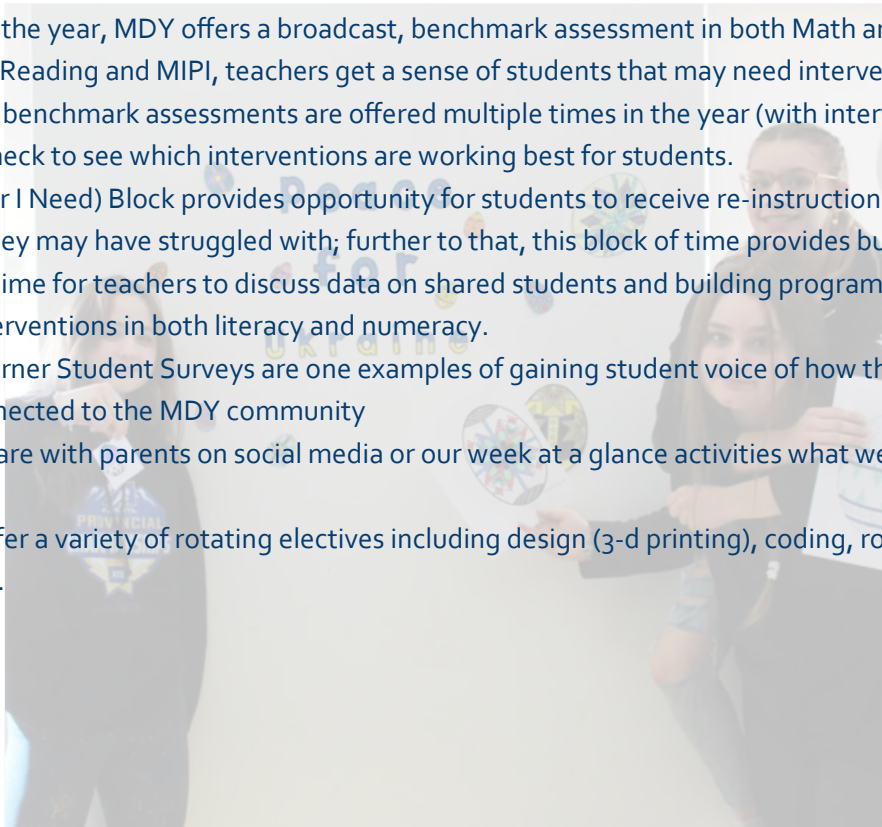 the year, MDY offers a broadcast, benchmark assessment in both Math a
Reading and MIPI, teachers get a sense of students that may need interve
benchmark assessments are offered multiple times in the year (with inter
heck to see which interventions are working best for students.
r I Need) Block provides opportunity for students to receive re-instruction
ey may have struggled with; further to that, this block of time provides bu
ime for teachers to discuss data on shared students and building program
erventions in both literacy and numeracy.
rner Student Surveys are one examples of gaining student voice of how th
nected to the MDY community
are with parents on social media or our week at a glance activities what we
fer a variety of rotating electives including design (3-d printing), coding, ro
.
Peace
for
Ukraine
PROVINCIAL